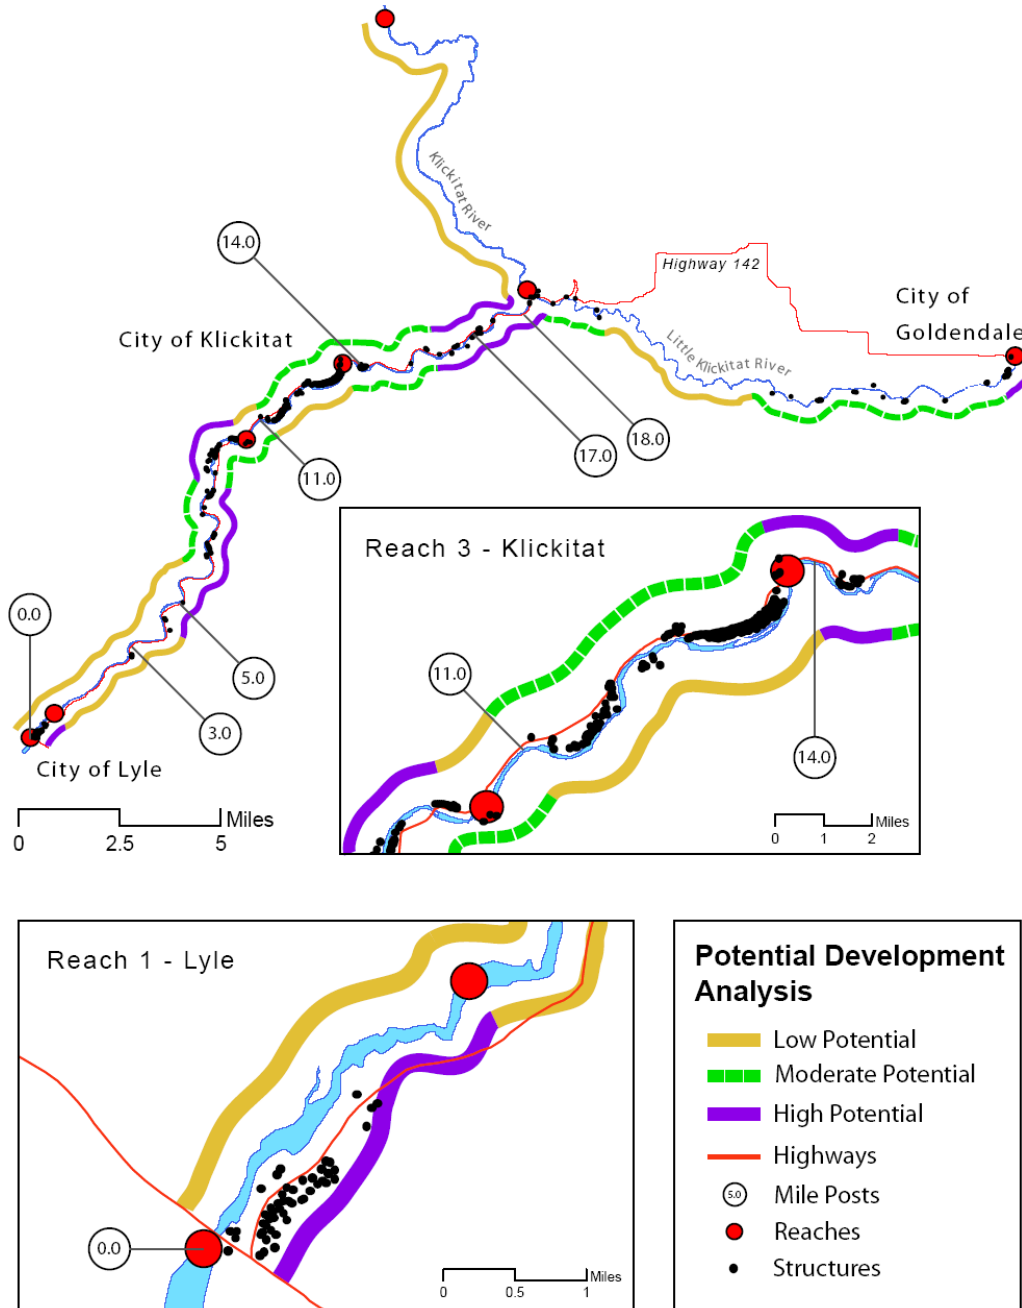 Klickitat River
14.0
Highway 142
City of
Goldendale
City of Klickitat
Little Klickitat River
18.0
17.0
11.0
0.0
5.0
3.0
City of Lyle
0 2.5 5 Miles
Reach 3 - Klickitat
11.0
14.0
0 1 2 Miles
Reach 1 - Lyle
0.0
0 0.5 1 Miles
Potential Development
Analysis
Low Potential
Moderate Potential
High Potential
Highways
5.0 Mile Posts
Reaches
Structures